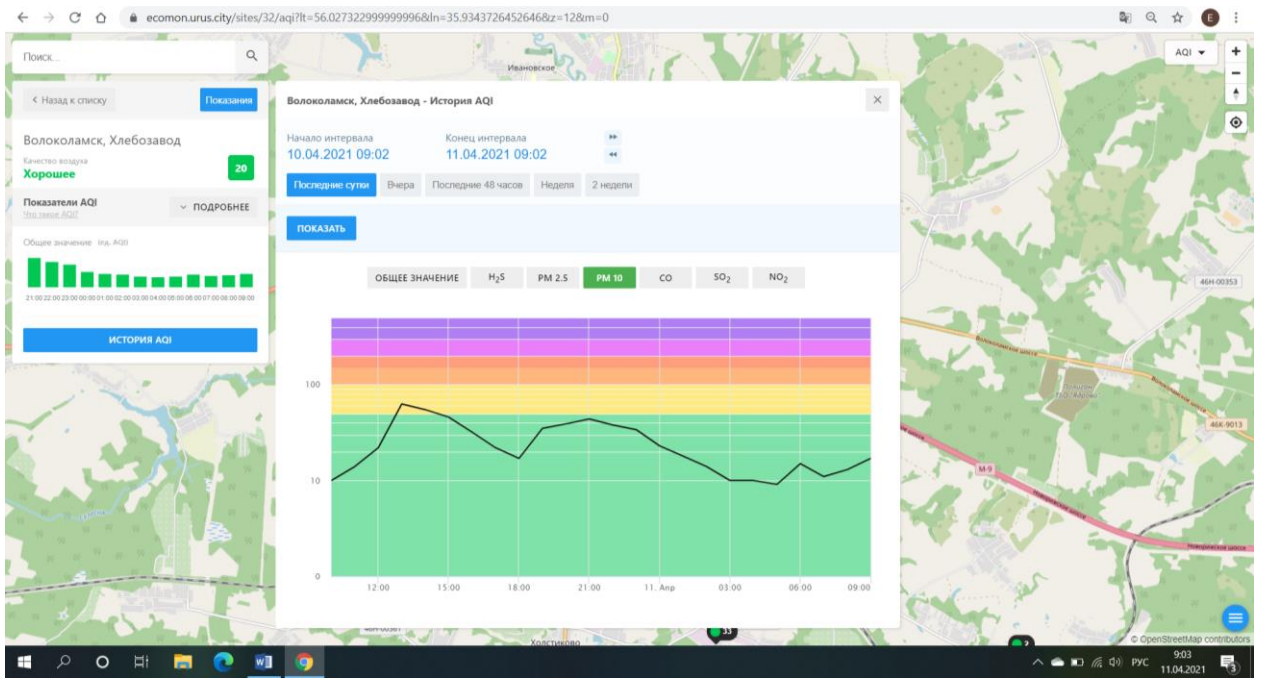 ecomon.urus.city/sites/32/aqi?lt=56.027322999999996&ln=35.9343726452646&z=12&m=0
E
Поиск...
Ивановское
AQI
+
−
Назад к списку
Показания
Волоколамск, Хлебозавод
Качество воздуха
Хорошее
20
Показатели AQI
Что такое AQI?
ПОДРОБНЕЕ
Общее значение (ед. AQI)
21:00 22:00 23:00 00:00 01:00 02:00 03:00 04:00 05:00 06:00 07:00 08:00 09:00
ИСТОРИЯ AQI
Волоколамск, Хлебозавод - История AQI
Начало интервала
Конец интервала
10.04.2021 09:02
11.04.2021 09:02
Последние сутки
Вчера
Последние 48 часов
Неделя
2 недели
ПОКАЗАТЬ
ОБЩЕЕ ЗНАЧЕНИЕ
H₂S
PM 2.5
PM 10
CO
SO₂
NO₂
100
10
0
12:00
15:00
18:00
21:00
11. Апр
03:00
06:00
09:00
46Н-00353
Волоколамское шоссе
46К-9013
М-9
Новорижское шоссе
Новорижское шоссе
Холстиково
33
© OpenStreetMap contributors
W
РУС
9:03
11.04.2021
3